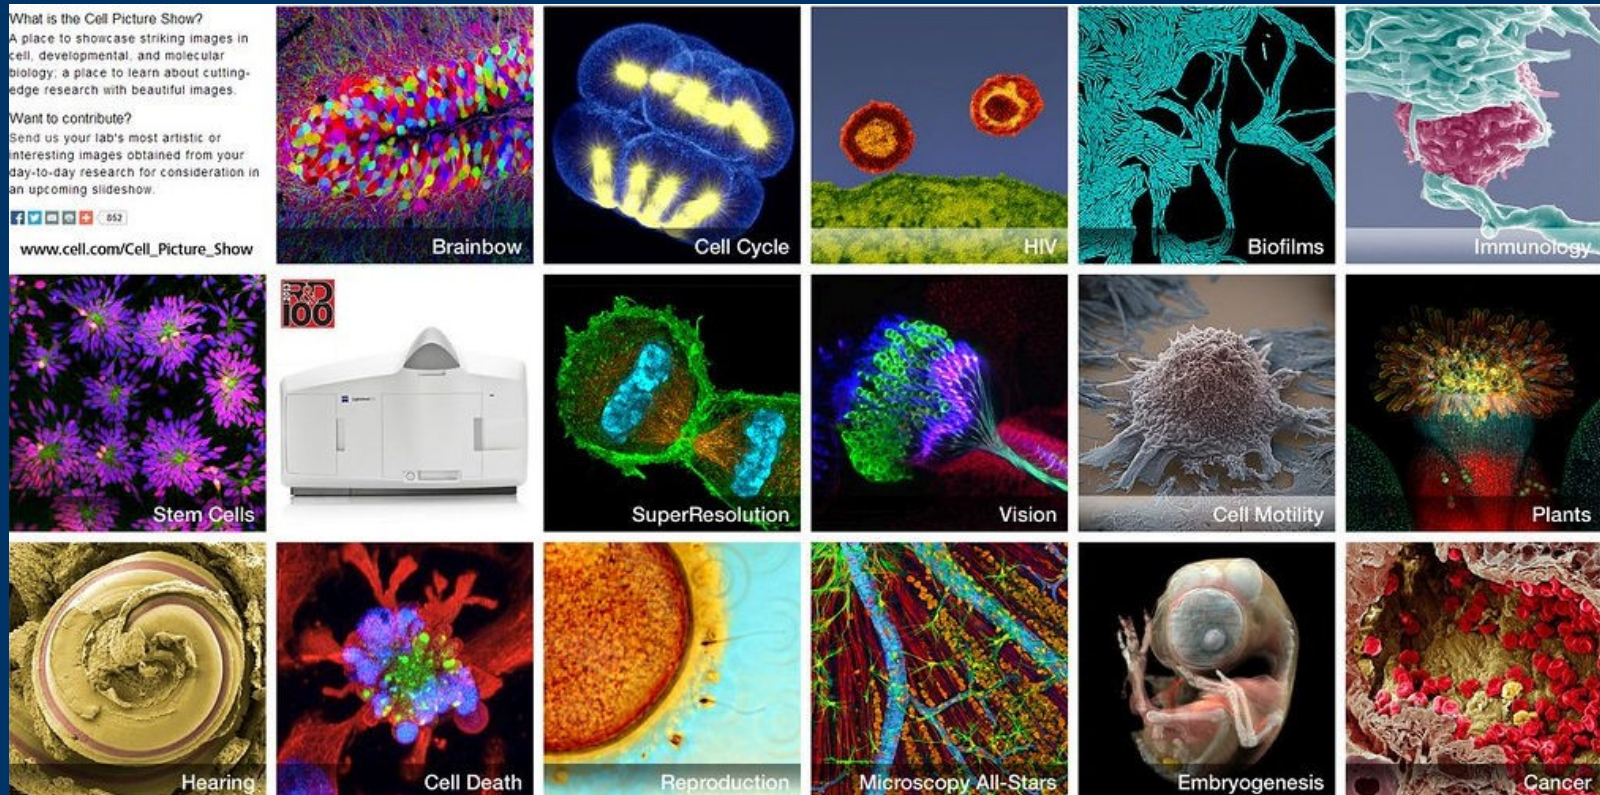 What is the Cell Picture Show?
A place to showcase striking images in
cell, developmental, and molecular
biology; a place to learn about cutting-
edge research with beautiful images.
Want to contribute?
Send us your lab's most artistic or
interesting images obtained from your
day-to-day research for consideration in
an upcoming slideshow.
852
www.cell.com/Cell_Picture_Show
Brainbow
Cell Cycle
HIV
Biofilms
Immunology
Stem Cells
2013
R&D
100
SuperResolution
Vision
Cell Motility
Plants
Hearing
Cell Death
Reproduction
Microscopy All-Stars
Embryogenesis
Cancer